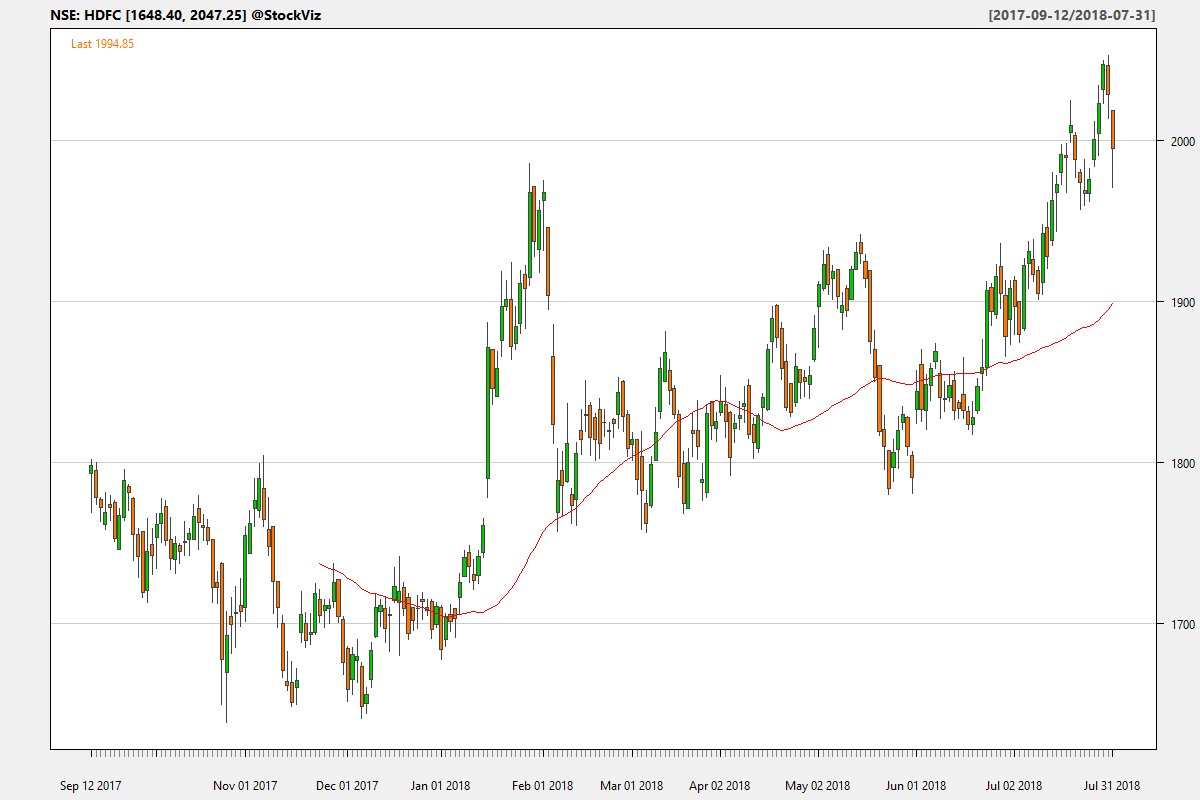 NSE: HDFC [1648.40, 2047.25] @StockViz [2017-09-12/2018-07-31]
Last 1994.85
2000
1900
1800
1700
Sep 12 2017 Nov 01 2017 Dec 01 2017 Jan 01 2018 Feb 01 2018 Mar 01 2018 Apr 02 2018 May 02 2018 Jun 01 2018 Jul 02 2018 Jul 31 2018